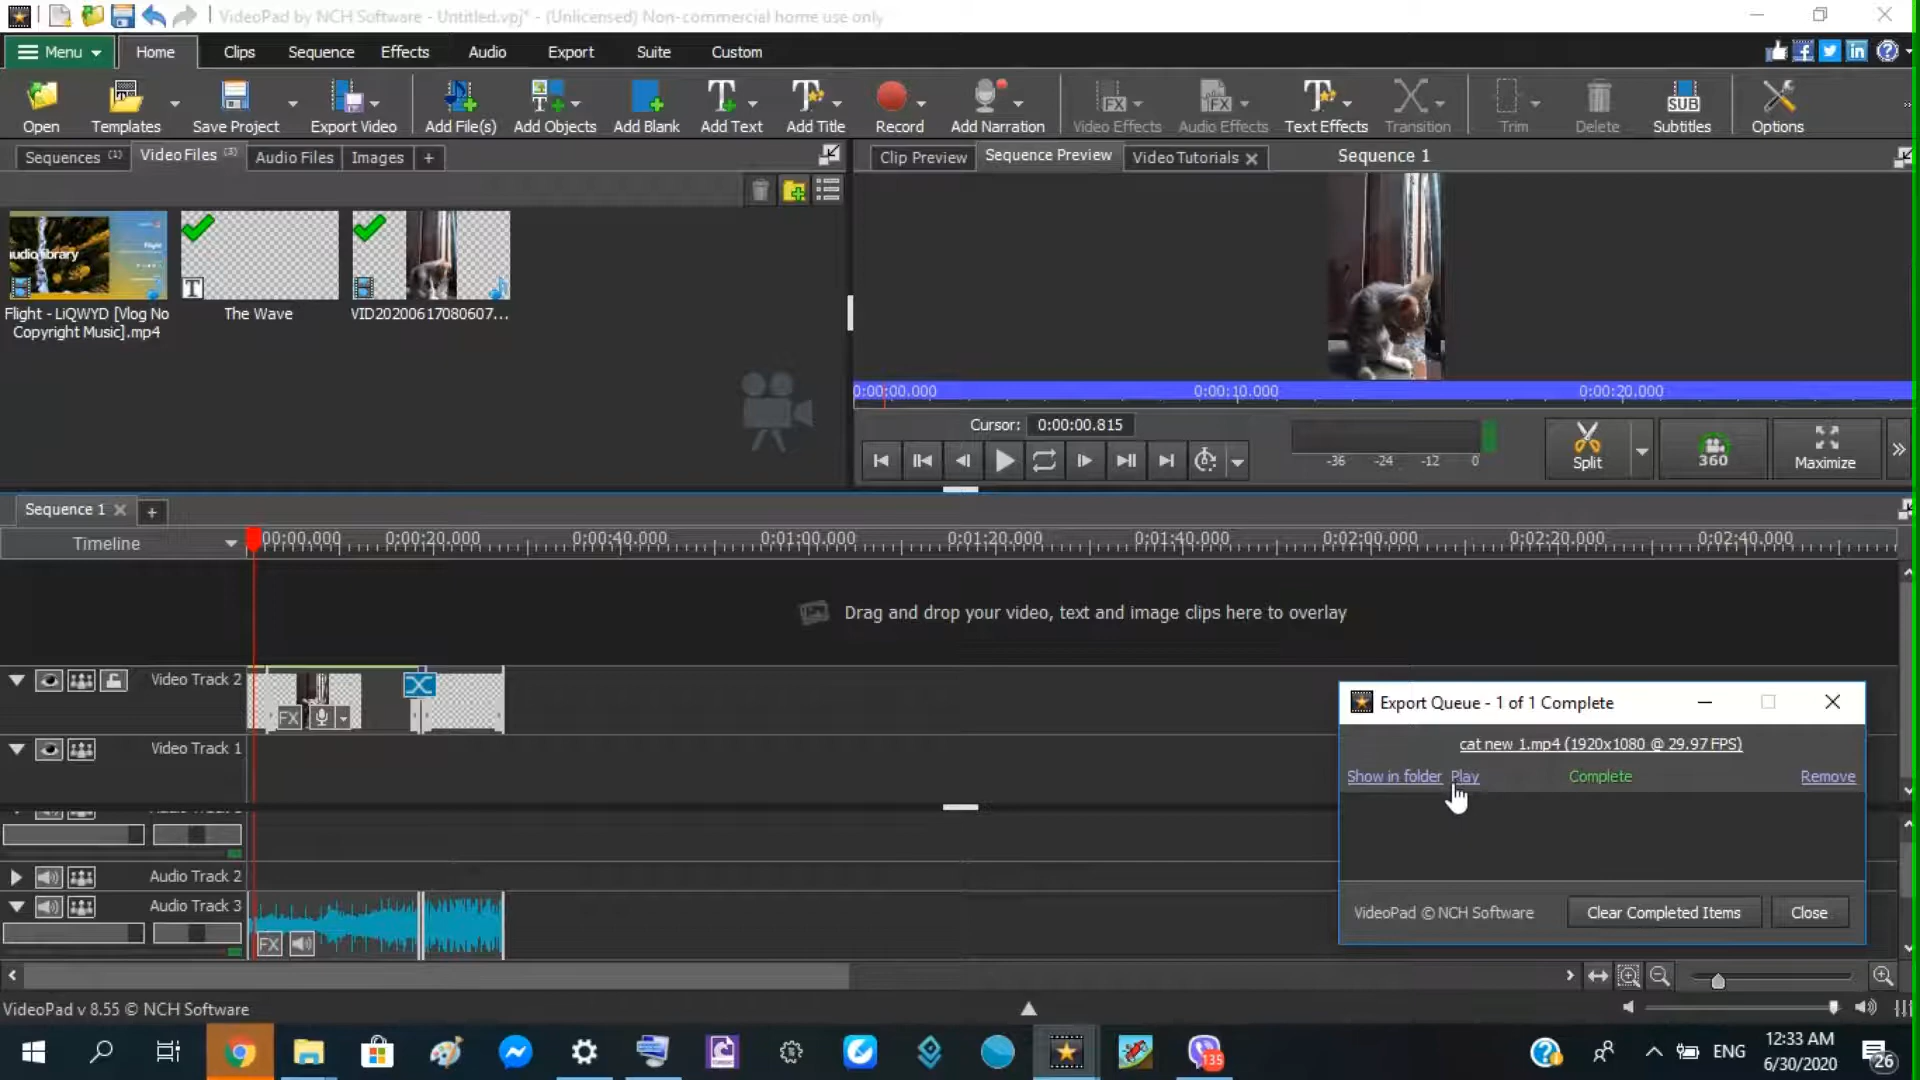 VideoPad by NCH Software - Untitled.vpj* - (Unlicensed) Non-commercial home use only
Menu
Home
Clips
Sequence
Effects
Audio
Export
Suite
Custom
Open
Templates
Save Project
Export Video
Add File(s)
Add Objects
Add Blank
Add Text
Add Title
Record
Add Narration
Video Effects
Audio Effects
Text Effects
Transition
Trim
Delete
SUB
Subtitles
Options
Sequences (1)
Video Files (3)
Audio Files
Images
+
Clip Preview
Sequence Preview
Video Tutorials
Sequence 1
audio library
Flight
Flight - LiQWYD [Vlog No
Copyright Music].mp4
T
The Wave
VID20200617080607...
0:00:00.000
0:00:10.000
0:00:20.000
Cursor: 0:00:00.815
-36 -24 -12 0
Split
360
Maximize
Sequence 1
+
Timeline
0:00:00.000
0:00:20.000
0:00:40.000
0:01:00.000
0:01:20.000
0:01:40.000
0:02:00.000
0:02:20.000
0:02:40.000
Drag and drop your video, text and image clips here to overlay
Video Track 2
FX
Video Track 1
Audio Track 2
Audio Track 3
FX
Export Queue - 1 of 1 Complete
cat new 1.mp4 (1920x1080 @ 29.97 FPS)
Show in folder Play Complete Remove
VideoPad © NCH Software
Clear Completed Items
Close
VideoPad v 8.55 © NCH Software
135
ENG
12:33 AM
6/30/2020
26